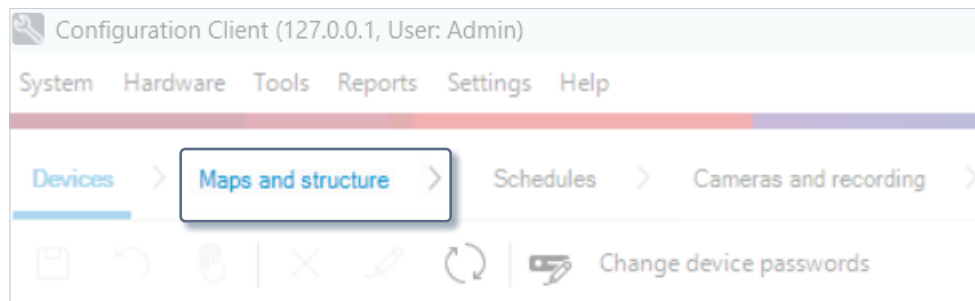 Configuration Client (127.0.0.1, User: Admin)
System Hardware Tools Reports Settings Help
Devices Maps and structure Schedules Cameras and recording
Change device passwords